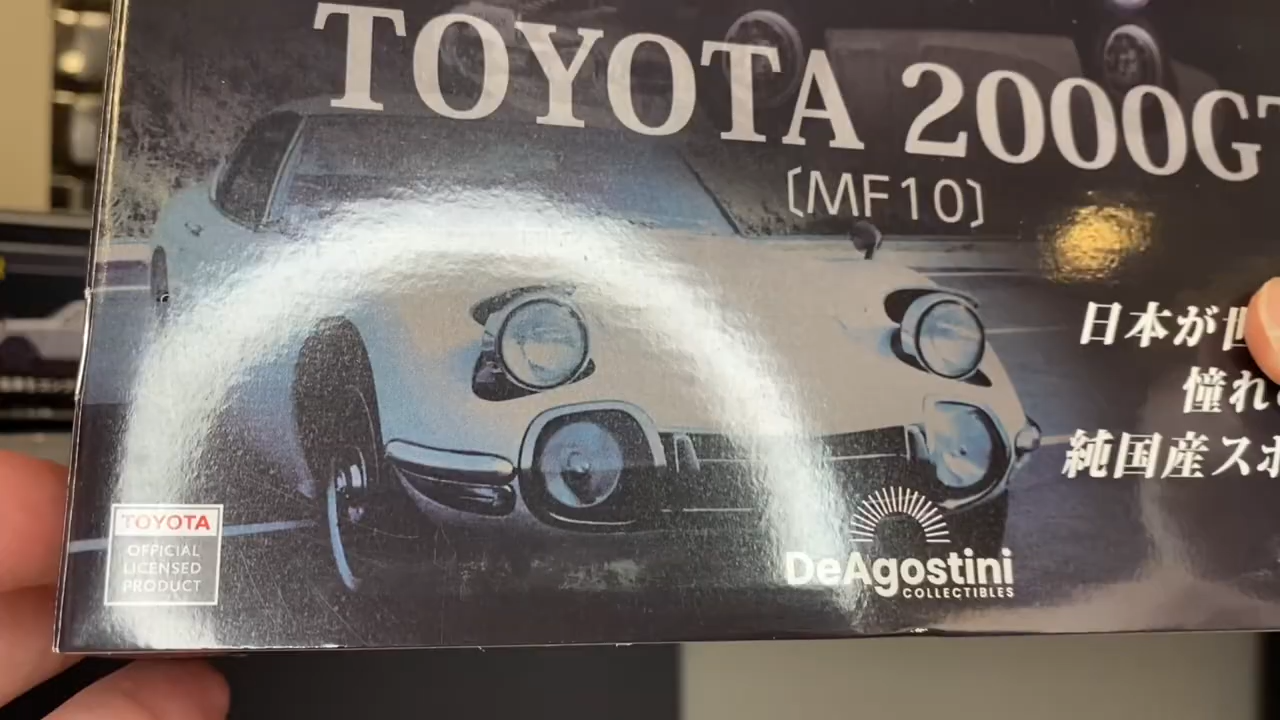 TOYOTA 2000GT
〔MF10〕
日本が世
憧れ
純国産スポ
TOYOTA
OFFICIAL
LICENSED
PRODUCT
DeAgostini
COLLECTIBLES